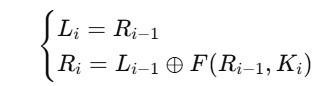 L_i = R_{i-1}
R_i = L_{i-1} ⊕ F(R_{i-1}, K_i)